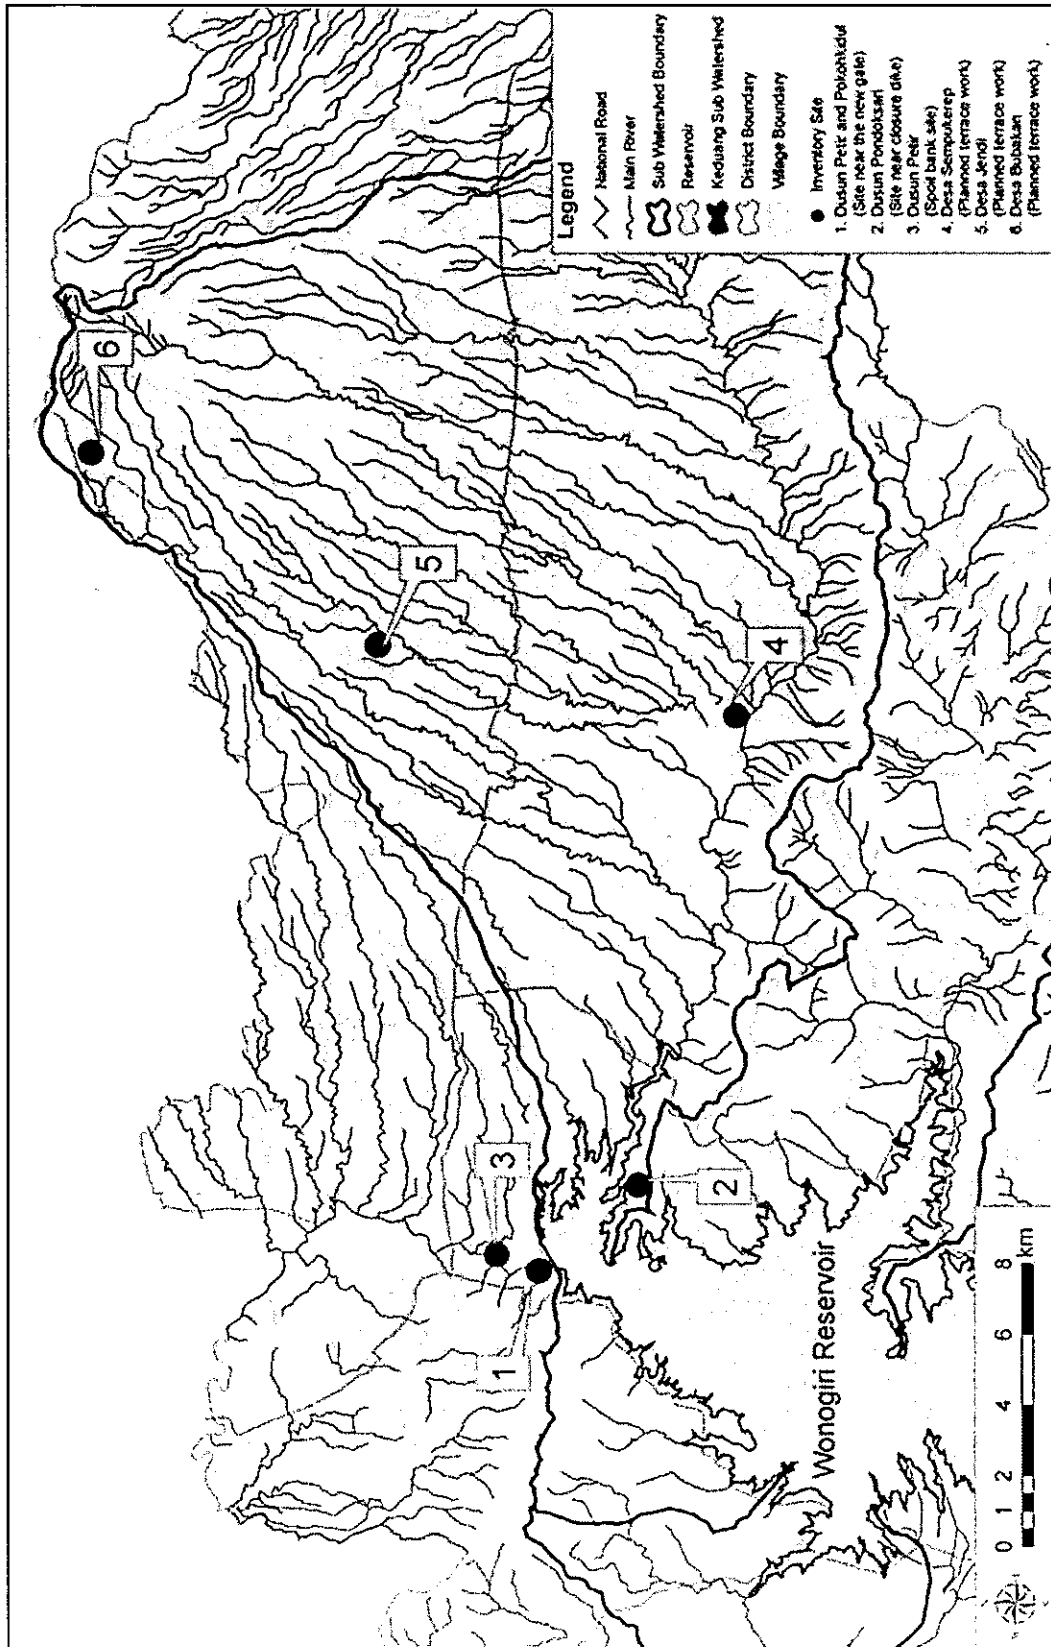 Legend
National Road
Main River
Sub Watershed Boundary
Reservoir
Keduang Sub Watershed
District Boundary
Village Boundary
Inventory Site
1. Dusun Petir and Pokohkidul
(Site near the new gate)
2. Dusun Pondoksari
(Site near closure dike)
3. Dusun Petir
(Spoil bank site)
4. Desa Sempukerep
(Planned terrace work)
5. Desa Jendi
(Planned terrace work)
6. Desa Bubakan
(Planned terrace work)
6
5
4
3
2
1
Wonogiri Reservoir
0 1 2 4 6 8
km